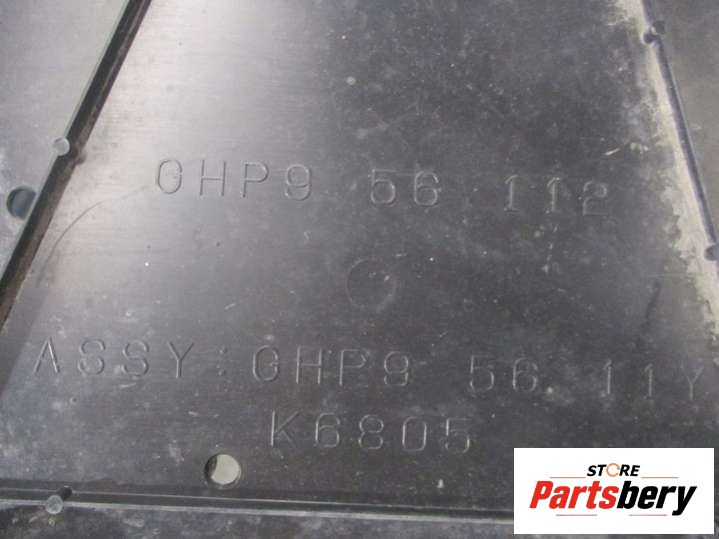 GHP9 56 112
ASSY:GHP9 56 11Y
K6805
STORE
Partsbery